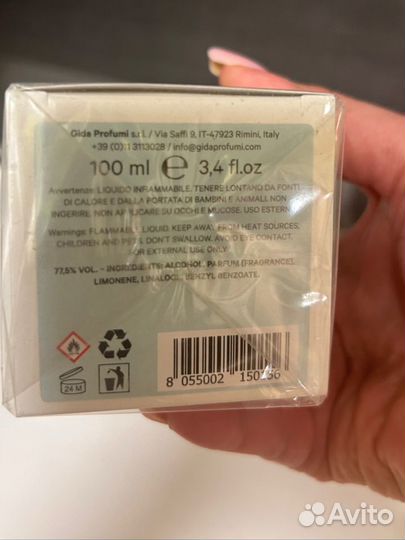 Gida Profumi s.r.l. / Via Saffi 9, IT-47923 Rimini, Italy
+39 (0)11 3113028 / info@gidaprofumi.com
100 ml ℮ 3,4 fl.oz
Avvertenze: LIQUIDO INFIAMMABILE. TENERE LONTANO DA FONTI
DI CALORE E DALLA PORTATA DI BAMBINI E ANIMALI. NON
INGERIRE. NON APPLICARE SU OCCHI E MUCOSE. USO ESTERNO
Warnings: FLAMMABLE LIQUID. KEEP AWAY FROM HEAT SOURCES,
CHILDREN AND PETS. DON'T SWALLOW. AVOID EYE CONTACT.
FOR EXTERNAL USE ONLY
77,5% VOL. - INGREDIENTS: ALCOHOL, PARFUM (FRAGRANCE),
LIMONENE, LINALOOL, BENZYL BENZOATE.
24 M
8 055002 150736
Avito